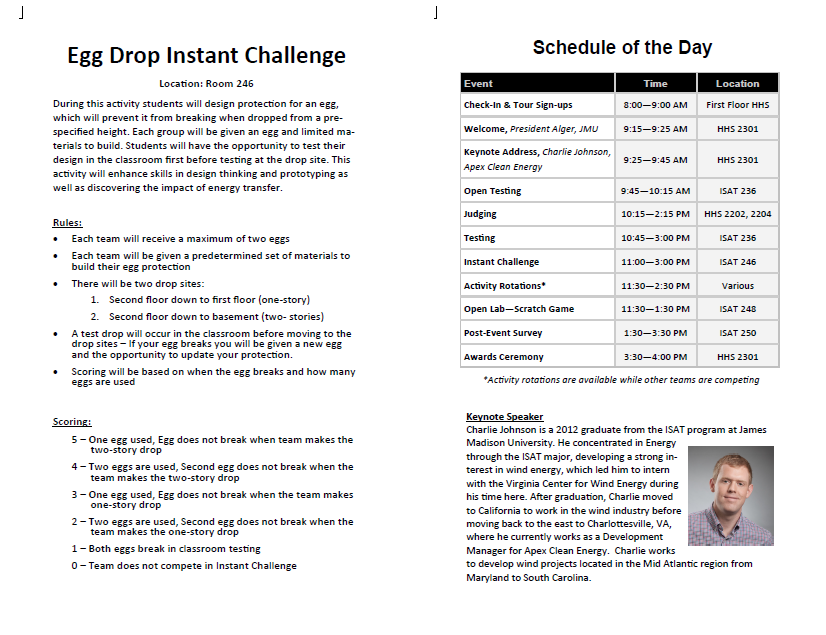 Egg Drop Instant Challenge
Location: Room 246
During this activity students will design protection for an egg,
which will prevent it from breaking when dropped from a pre-
specified height. Each group will be given an egg and limited ma-
terials to build. Students will have the opportunity to test their
design in the classroom first before testing at the drop site. This
activity will enhance skills in design thinking and prototyping as
well as discovering the impact of energy transfer.
Rules:
• Each team will receive a maximum of two eggs
• Each team will be given a predetermined set of materials to
build their egg protection
• There will be two drop sites:
1. Second floor down to first floor (one-story)
2. Second floor down to basement (two- stories)
• A test drop will occur in the classroom before moving to the
drop sites – If your egg breaks you will be given a new egg
and the opportunity to update your protection.
• Scoring will be based on when the egg breaks and how many
eggs are used
Scoring:
5 – One egg used, Egg does not break when team makes the
two-story drop
4 – Two eggs are used, Second egg does not break when the
team makes the two-story drop
3 – One egg used, Egg does not break when the team makes
one-story drop
2 – Two eggs are used, Second egg does not break when the
team makes the one-story drop
1 – Both eggs break in classroom testing
0 – Team does not compete in Instant Challenge
Schedule of the Day
Event Time Location
Check-In & Tour Sign-ups 8:00—9:00 AM First Floor HHS
Welcome, President Alger, JMU 9:15—9:25 AM HHS 2301
Keynote Address, Charlie Johnson,
Apex Clean Energy 9:25—9:45 AM HHS 2301
Open Testing 9:45—10:15 AM ISAT 236
Judging 10:15—2:15 PM HHS 2202, 2204
Testing 10:45—3:00 PM ISAT 236
Instant Challenge 11:00—3:00 PM ISAT 246
Activity Rotations* 11:30—2:30 PM Various
Open Lab—Scratch Game 11:30—1:30 PM ISAT 248
Post-Event Survey 1:30—3:30 PM ISAT 250
Awards Ceremony 3:30—4:00 PM HHS 2301
*Activity rotations are available while other teams are competing
Keynote Speaker
Charlie Johnson is a 2012 graduate from the ISAT program at James
Madison University. He concentrated in Energy
through the ISAT major, developing a strong in-
terest in wind energy, which led him to intern
with the Virginia Center for Wind Energy during
his time here. After graduation, Charlie moved
to California to work in the wind industry before
moving back to the east to Charlottesville, VA,
where he currently works as a Development
Manager for Apex Clean Energy. Charlie works
to develop wind projects located in the Mid Atlantic region from
Maryland to South Carolina.